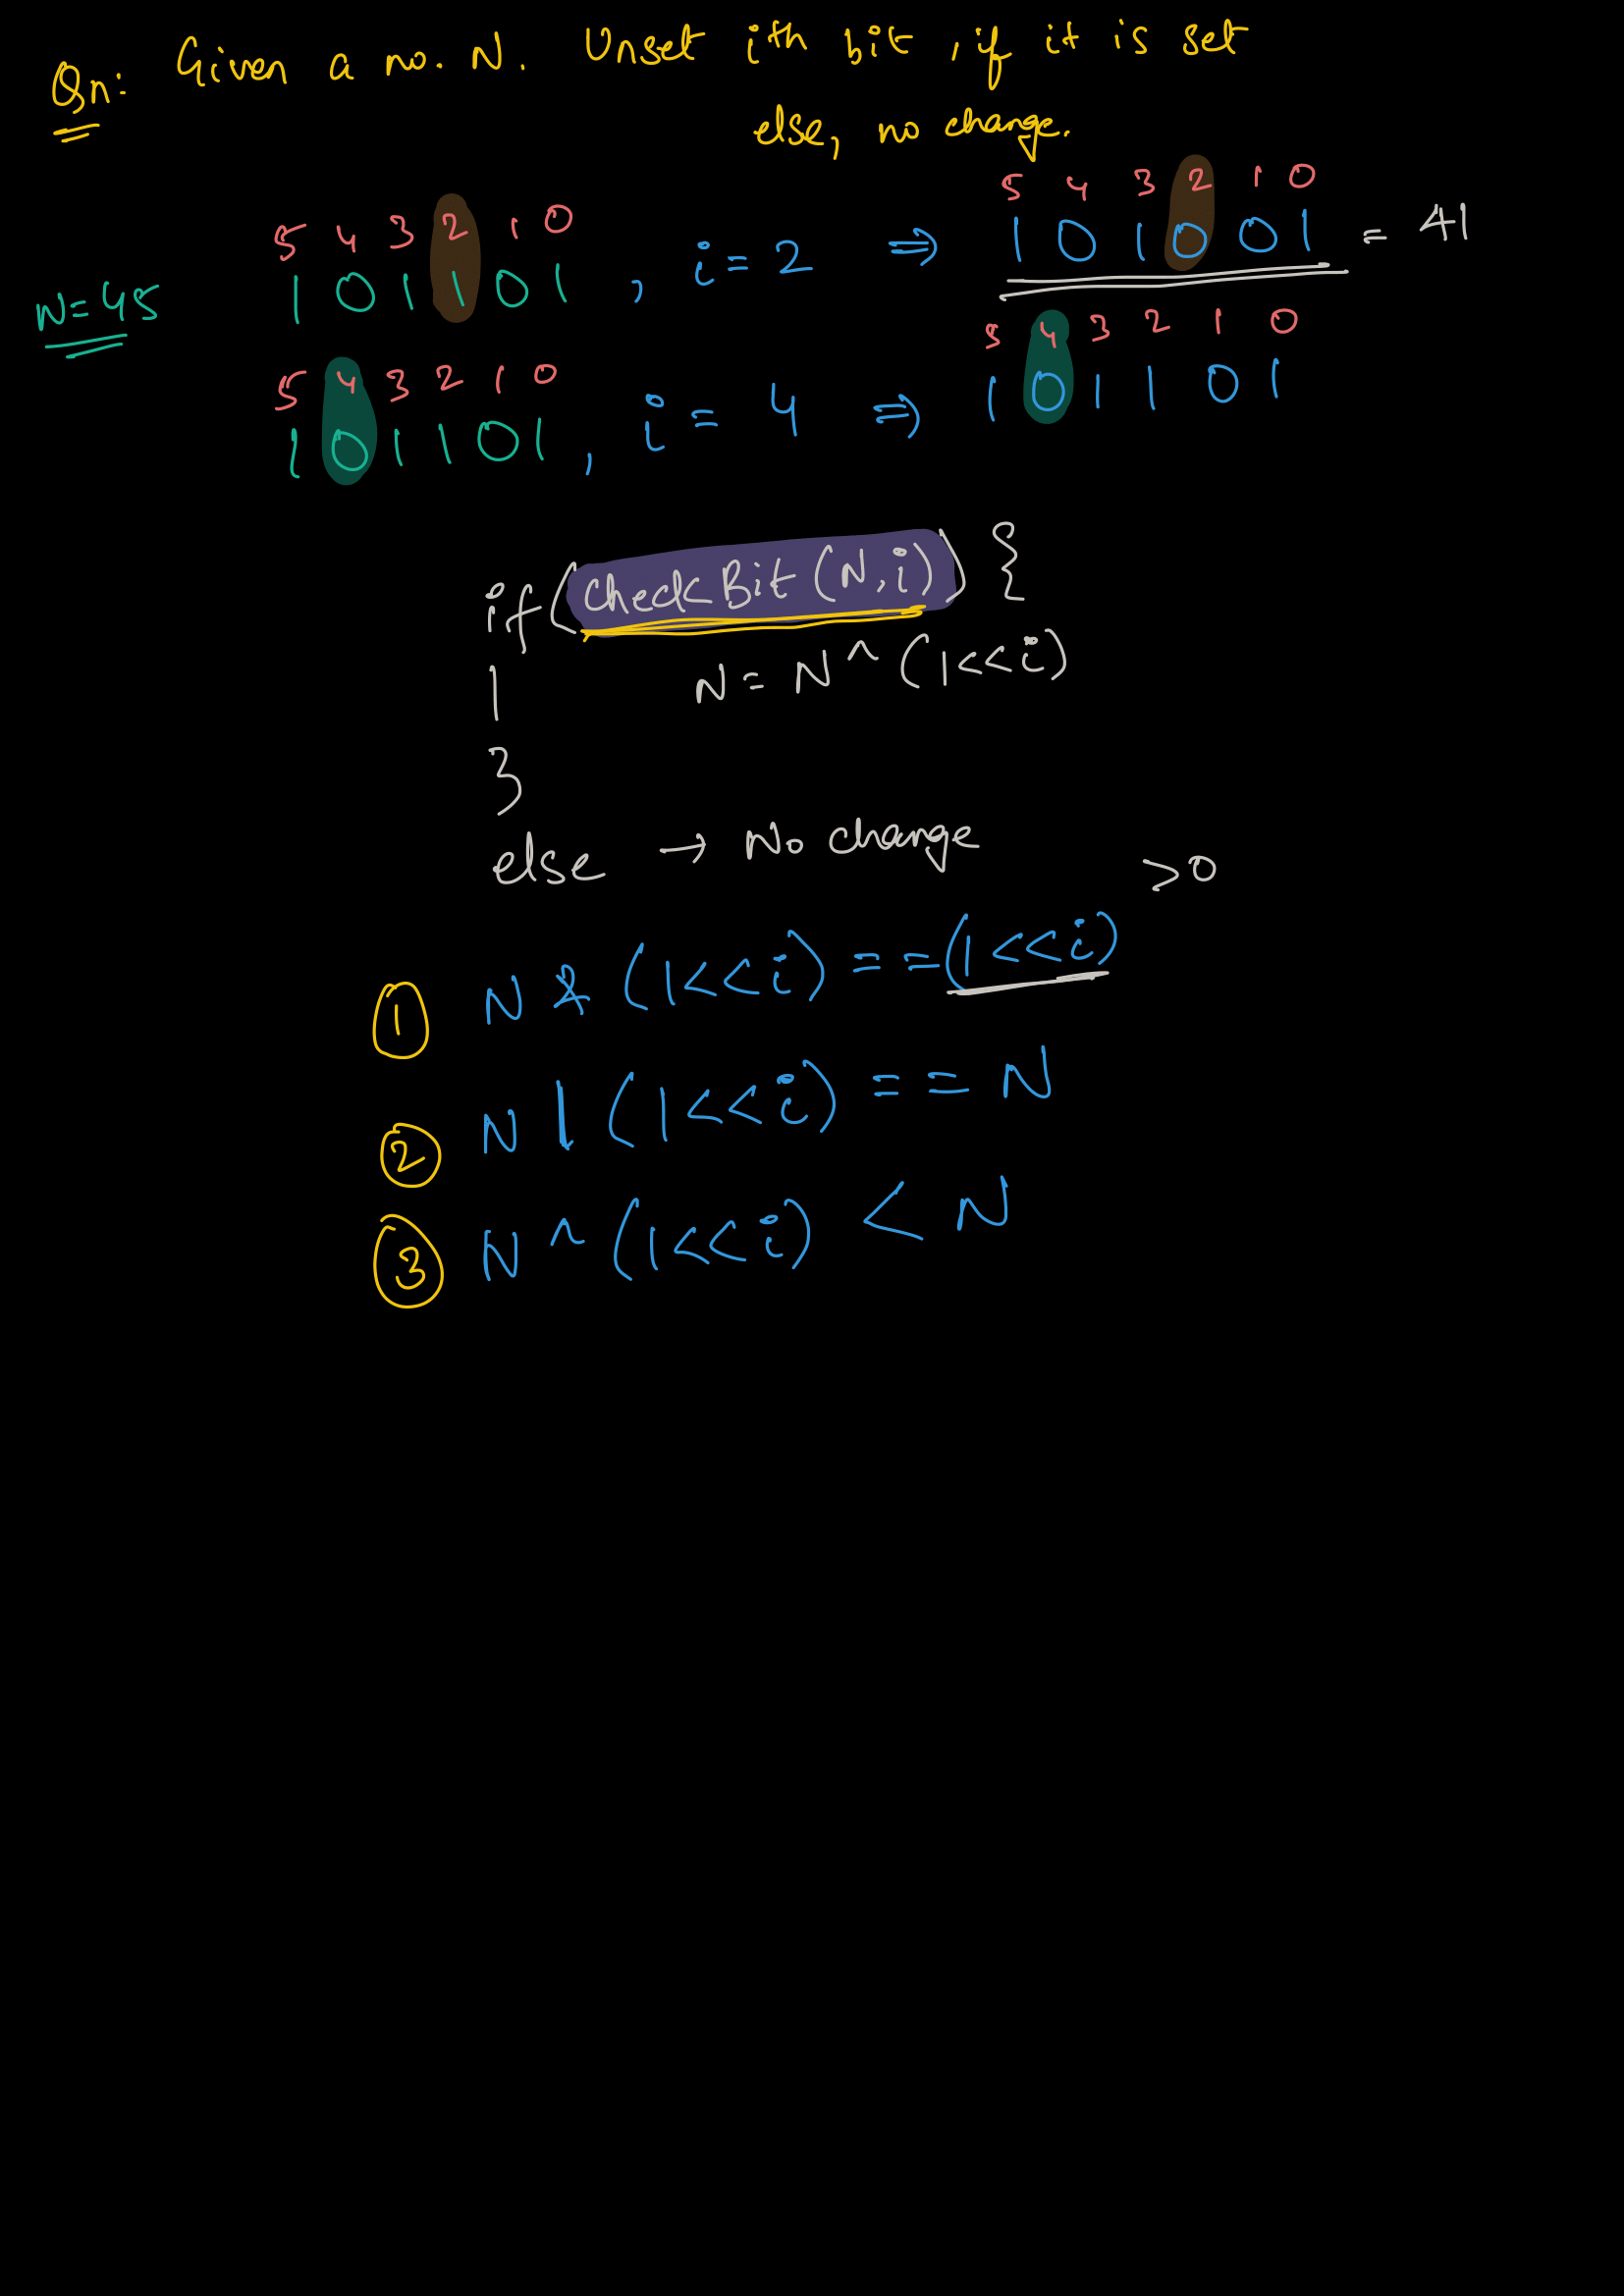 Qn: Given a no. N. Unset ith bit, if it is set
else, no change.
5 4 3 2 1 0
5 4 3 2 1 0
N=45 1 0 1 1 0 1 , i=2 ⇒ 1 0 1 0 0 1 = 41
5 4 3 2 1 0
5 4 3 2 1 0
1 0 1 1 0 1 , i = 4 ⇒ 1 0 1 1 0 1
if(CheckBit(N,i)) {
N = N^(1<<i)
}
else → No change
>0
① N & (1<<i) ==(1<<i)
② N | (1<<i) == N
③ N ^ (1<<i) < N